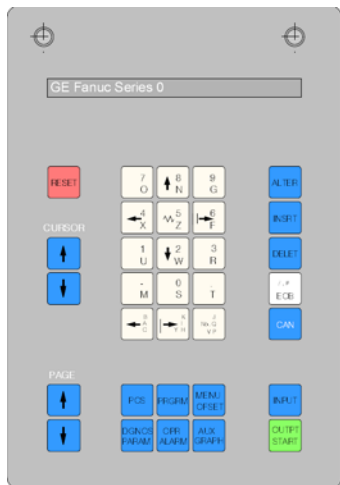 GE Fanuc Series 0
RESET
7 O
8 N
9 G
ALTER
4 X
5 Z
6 F
INSRT
CURSOR
1 U
2 W
3 R
DELET
- M
0 S
. T
EOB
CAN
PAGE
POS
PRGRM
MENU
OFSET
INPUT
DGNOS
PARAM
OPR
ALARM
AUX
GRAPH
OUTPT
START